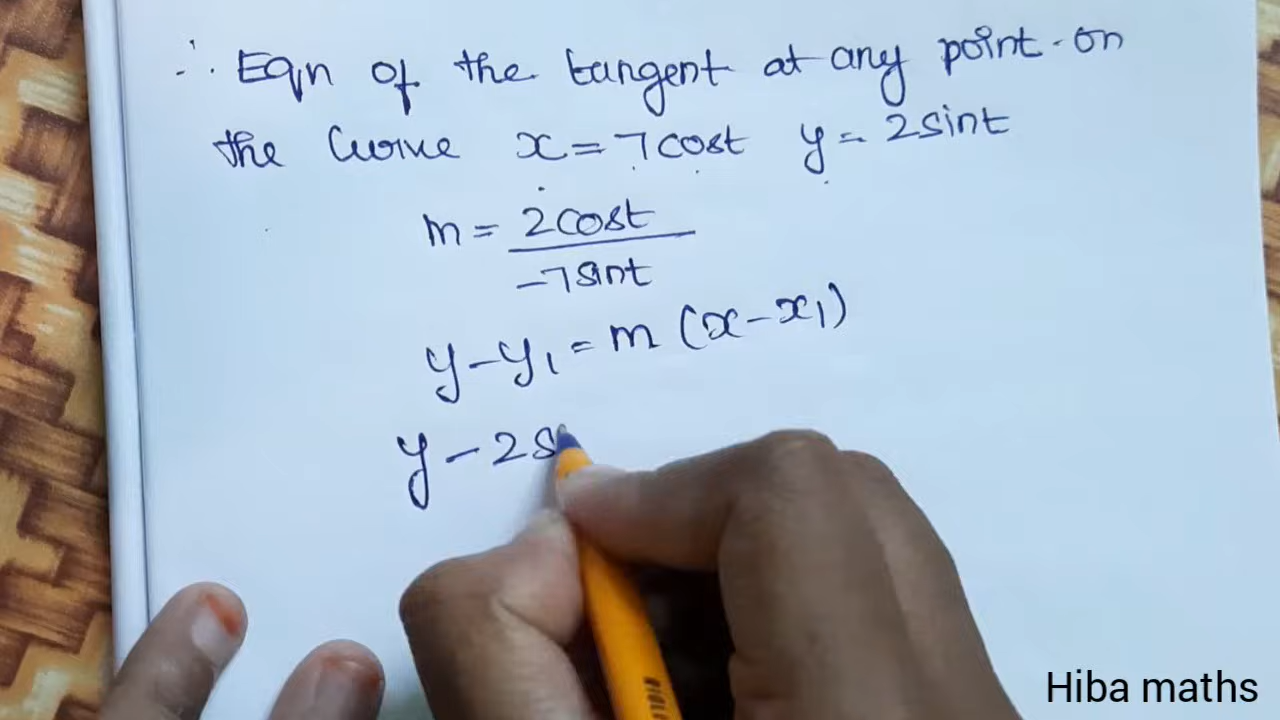 ∴ Eqn of the tangent at any point on
the Curve x = 7cost y = 2sint
m = 2cost
-7sint
y - y₁ = m (x - x₁)
y - 2s
Hiba maths